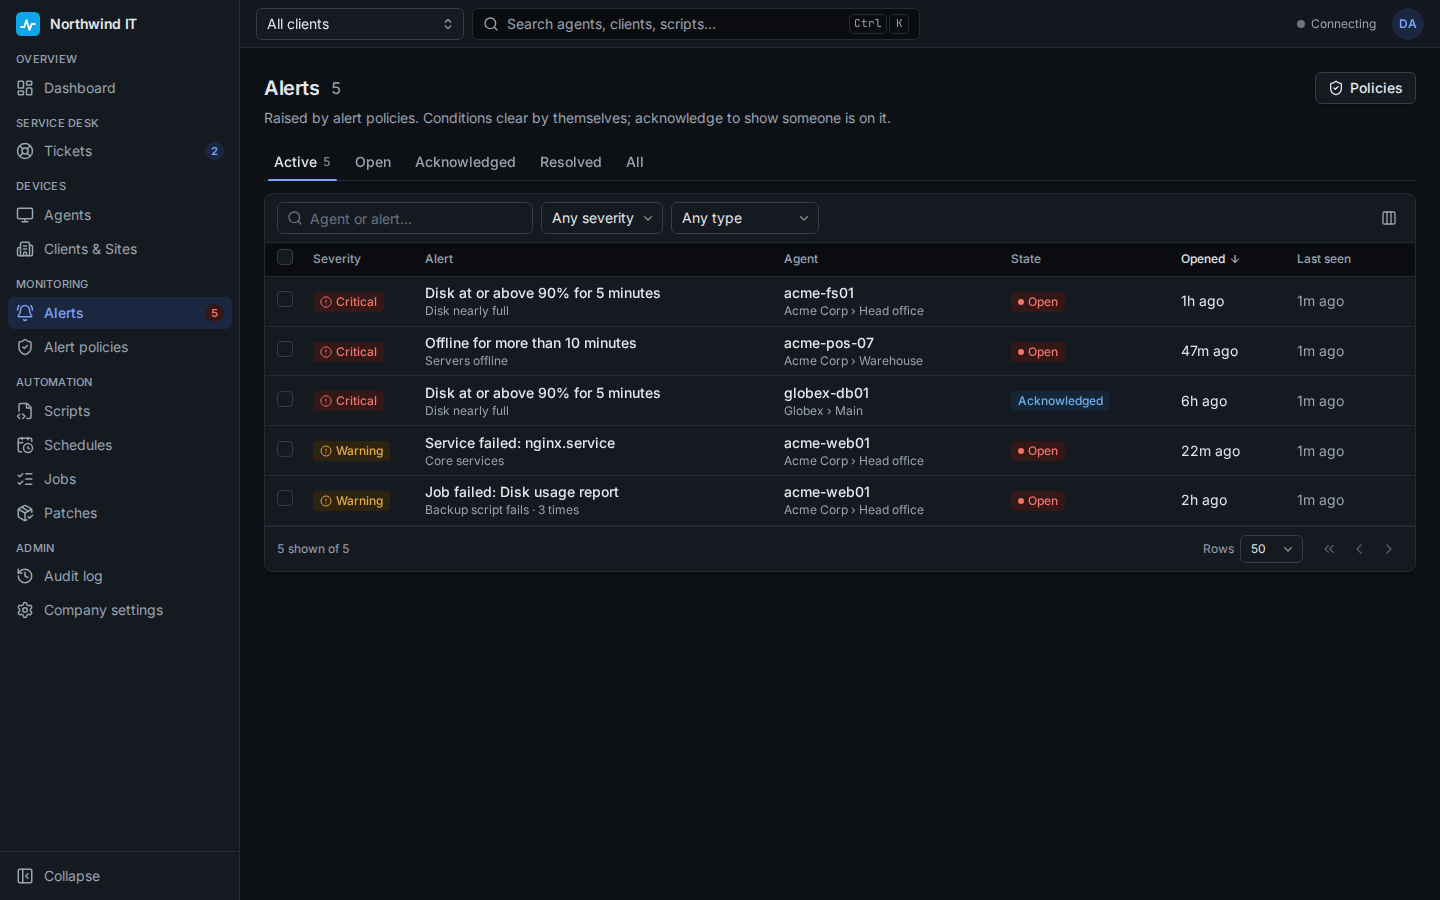 Northwind IT
OVERVIEW
Dashboard
SERVICE DESK
Tickets 2
DEVICES
Agents
Clients & Sites
MONITORING
Alerts 5
Alert policies
AUTOMATION
Scripts
Schedules
Jobs
Patches
ADMIN
Audit log
Company settings
Collapse
All clients
Search agents, clients, scripts... Ctrl K
Connecting DA
Alerts 5
Policies
Raised by alert policies. Conditions clear by themselves; acknowledge to show someone is on it.
Active 5 Open Acknowledged Resolved All
Agent or alert... Any severity Any type
Severity Alert Agent State Opened Last seen
Critical Disk at or above 90% for 5 minutes acme-fs01 Open 1h ago 1m ago
Disk nearly full Acme Corp › Head office
Critical Offline for more than 10 minutes acme-pos-07 Open 47m ago 1m ago
Servers offline Acme Corp › Warehouse
Critical Disk at or above 90% for 5 minutes globex-db01 Acknowledged 6h ago 1m ago
Disk nearly full Globex › Main
Warning Service failed: nginx.service acme-web01 Open 22m ago 1m ago
Core services Acme Corp › Head office
Warning Job failed: Disk usage report acme-web01 Open 2h ago 1m ago
Backup script fails · 3 times Acme Corp › Head office
5 shown of 5 Rows 50